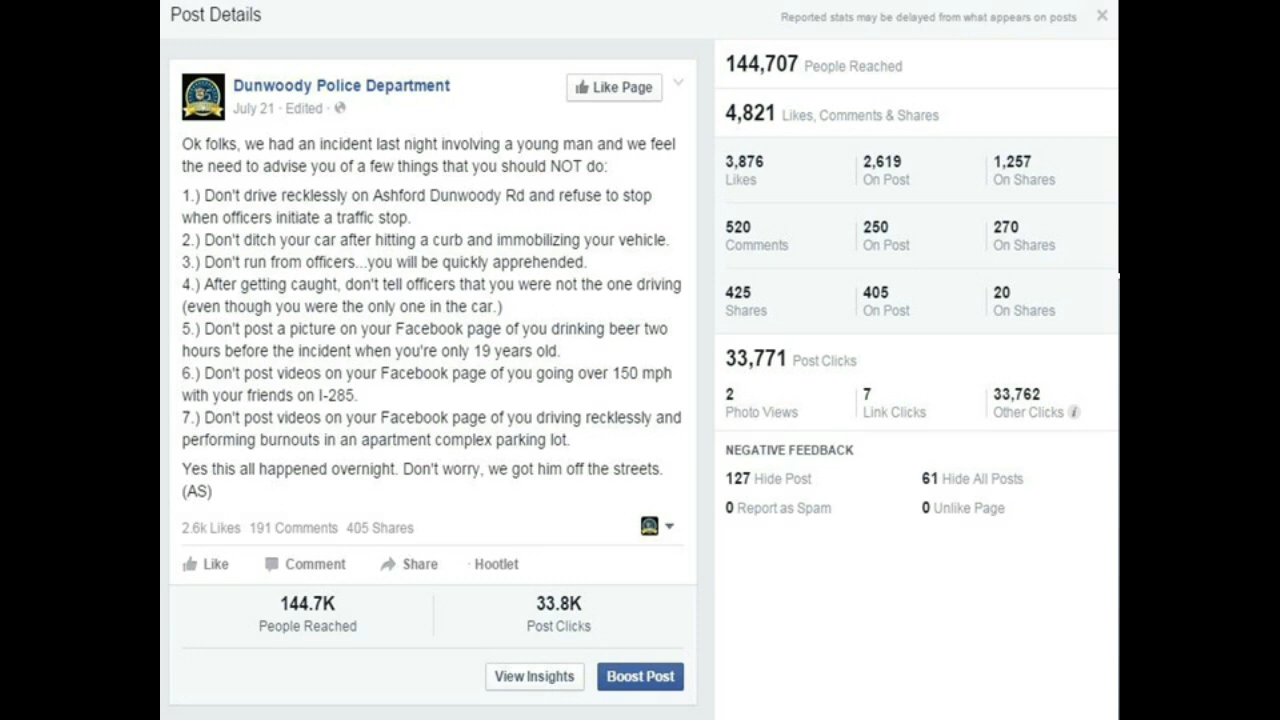 Post Details
Reported stats may be delayed from what appears on posts
Dunwoody Police Department
Like Page
July 21 · Edited ·
Ok folks, we had an incident last night involving a young man and we feel
the need to advise you of a few things that you should NOT do:
1.) Don't drive recklessly on Ashford Dunwoody Rd and refuse to stop
when officers initiate a traffic stop.
2.) Don't ditch your car after hitting a curb and immobilizing your vehicle.
3.) Don't run from officers...you will be quickly apprehended.
4.) After getting caught, don't tell officers that you were not the one driving
(even though you were the only one in the car.)
5.) Don't post a picture on your Facebook page of you drinking beer two
hours before the incident when you're only 19 years old.
6.) Don't post videos on your Facebook page of you going over 150 mph
with your friends on I-285.
7.) Don't post videos on your Facebook page of you driving recklessly and
performing burnouts in an apartment complex parking lot.
Yes this all happened overnight. Don't worry, we got him off the streets.
(AS)
2.6k Likes 191 Comments 405 Shares
Like Comment Share · Hootlet
144.7K 33.8K
People Reached Post Clicks
View Insights Boost Post
144,707 People Reached
4,821 Likes, Comments & Shares
3,876 2,619 1,257
Likes On Post On Shares
520 250 270
Comments On Post On Shares
425 405 20
Shares On Post On Shares
33,771 Post Clicks
2 7 33,762
Photo Views Link Clicks Other Clicks i
NEGATIVE FEEDBACK
127 Hide Post 61 Hide All Posts
0 Report as Spam 0 Unlike Page